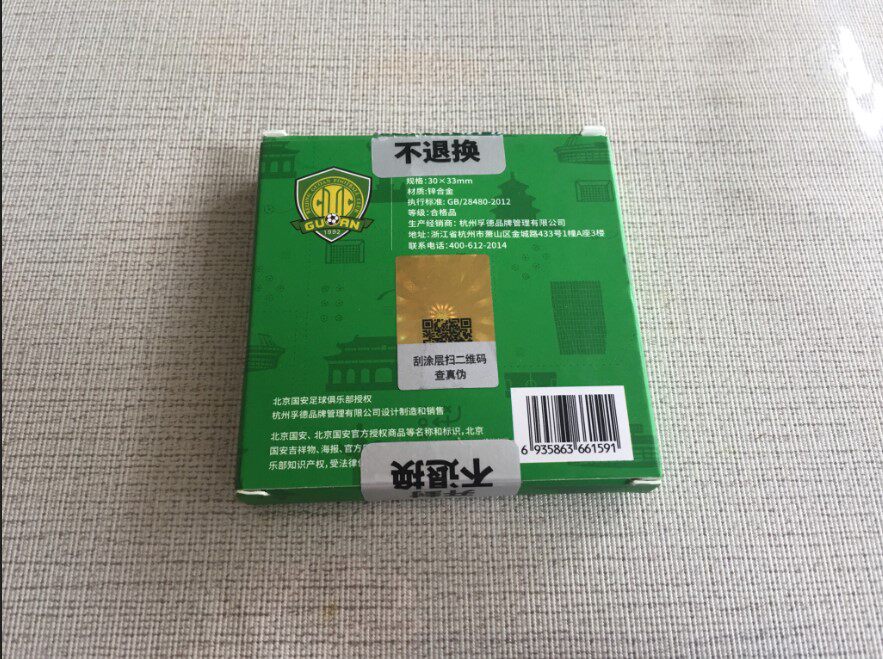 不退换
规格:30×33mm
材质:锌合金
执行标准: GB/28480-2012
等级:合格品
生产经销商: 杭州孚德品牌管理有限公司
地址:浙江省杭州市萧山区金城路433号1幢A座3楼
联系电话:400-612-2014
CITIC
GUOAN
1992
刮涂层扫二维码
查真伪
北京国安足球俱乐部授权
杭州孚德品牌管理有限公司设计制造和销售
北京国安、北京国安官方授权商品等名称和标识,北京
国安吉祥物、海报、官方
乐部知识产权,受法律
6 935863 661591
不退换
开封